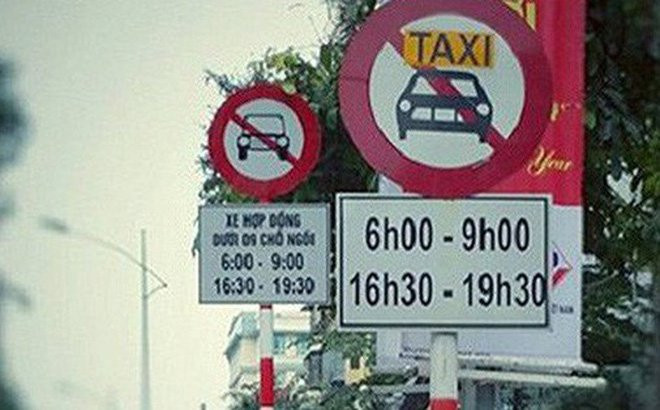 TAXI
6h00 - 9h00
16h30 - 19h30
XE HỢP ĐỒNG
DƯỚI 09 CHỖ NGỒI
6:00 - 9:00
16:30 - 19:30
Year